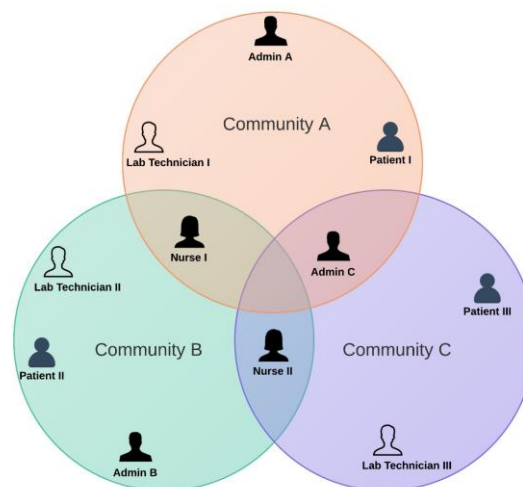 Admin A
Community A
Lab Technician I
Patient I
Nurse I
Admin C
Lab Technician II
Patient III
Community B
Community C
Patient II
Nurse II
Admin B
Lab Technician III